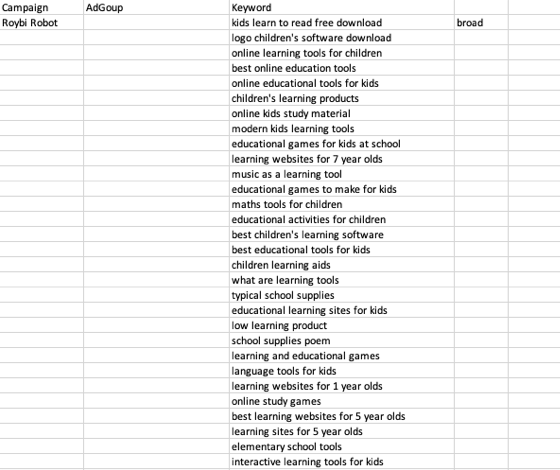 Campaign AdGoup Keyword
Roybi Robot kids learn to read free download broad
logo children's software download
online learning tools for children
best online education tools
online educational tools for kids
children's learning products
online kids study material
modern kids learning tools
educational games for kids at school
learning websites for 7 year olds
music as a learning tool
educational games to make for kids
maths tools for children
educational activities for children
best children's learning software
best educational tools for kids
children learning aids
what are learning tools
typical school supplies
educational learning sites for kids
low learning product
school supplies poem
learning and educational games
language tools for kids
learning websites for 1 year olds
online study games
best learning websites for 5 year olds
learning sites for 5 year olds
elementary school tools
interactive learning tools for kids